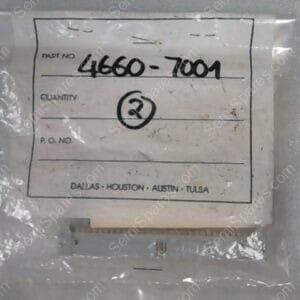 PART NO. 4660-7001
QUANTITY 2
P. O. NO.
DALLAS · HOUSTON · AUSTIN · TULSA